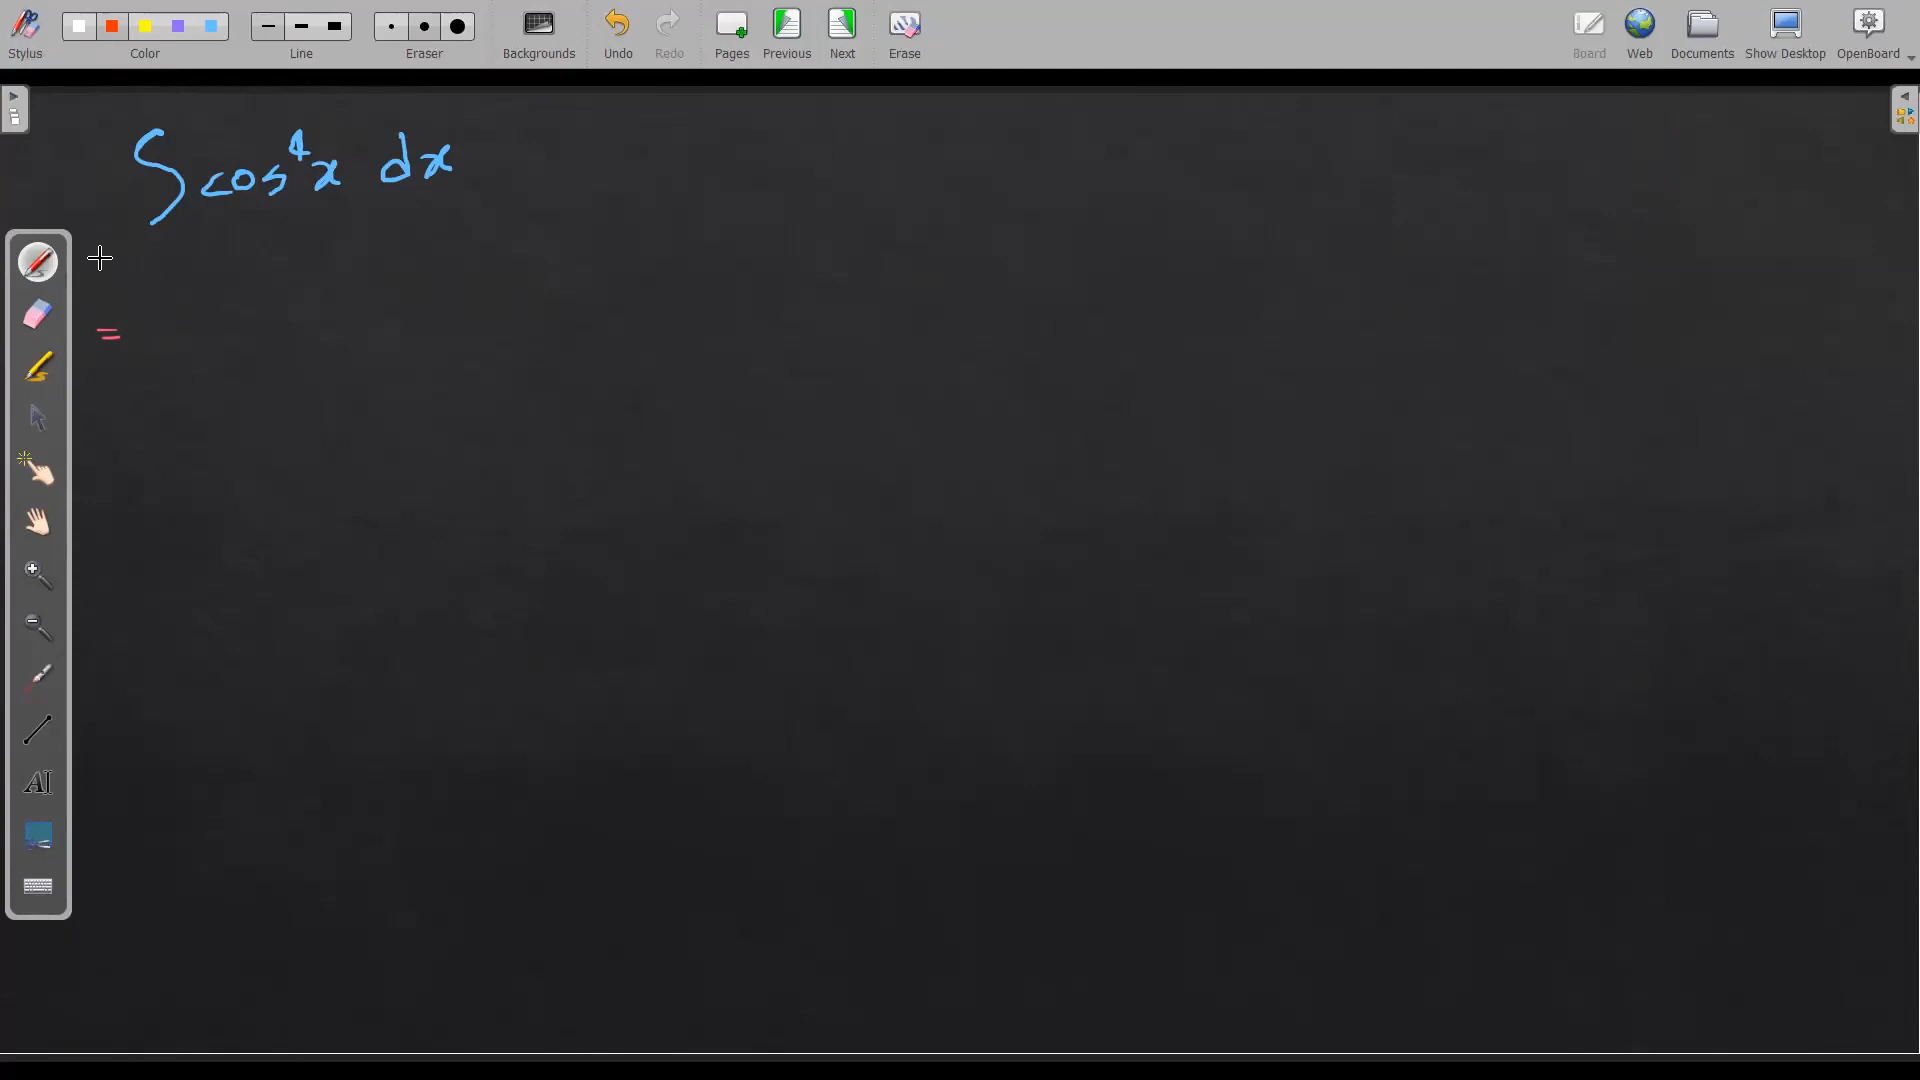 Stylus Color Line Eraser Backgrounds Undo Redo Pages Previous Next Erase Board Web Documents Show Desktop OpenBoard
∫ cos⁴x dx
=
AI